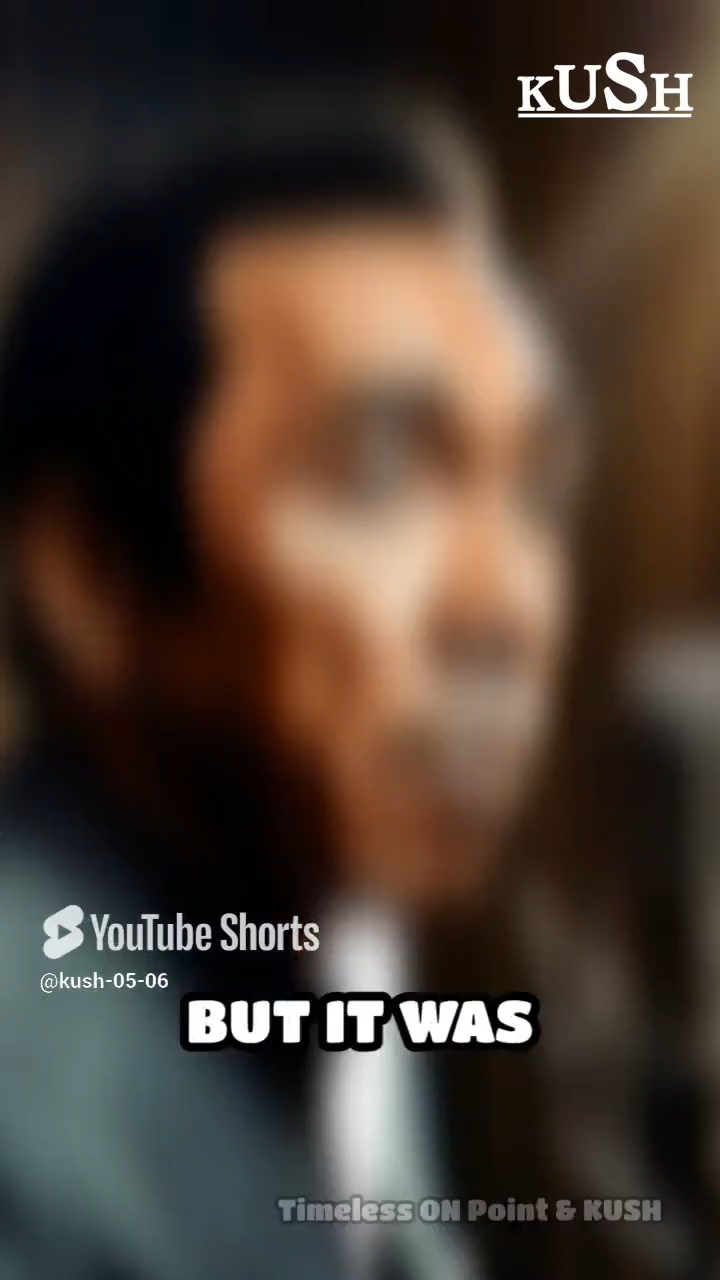 KUSH
YouTube Shorts
@kush-05-06
BUT IT WAS
Timeless ON Point & KUSH